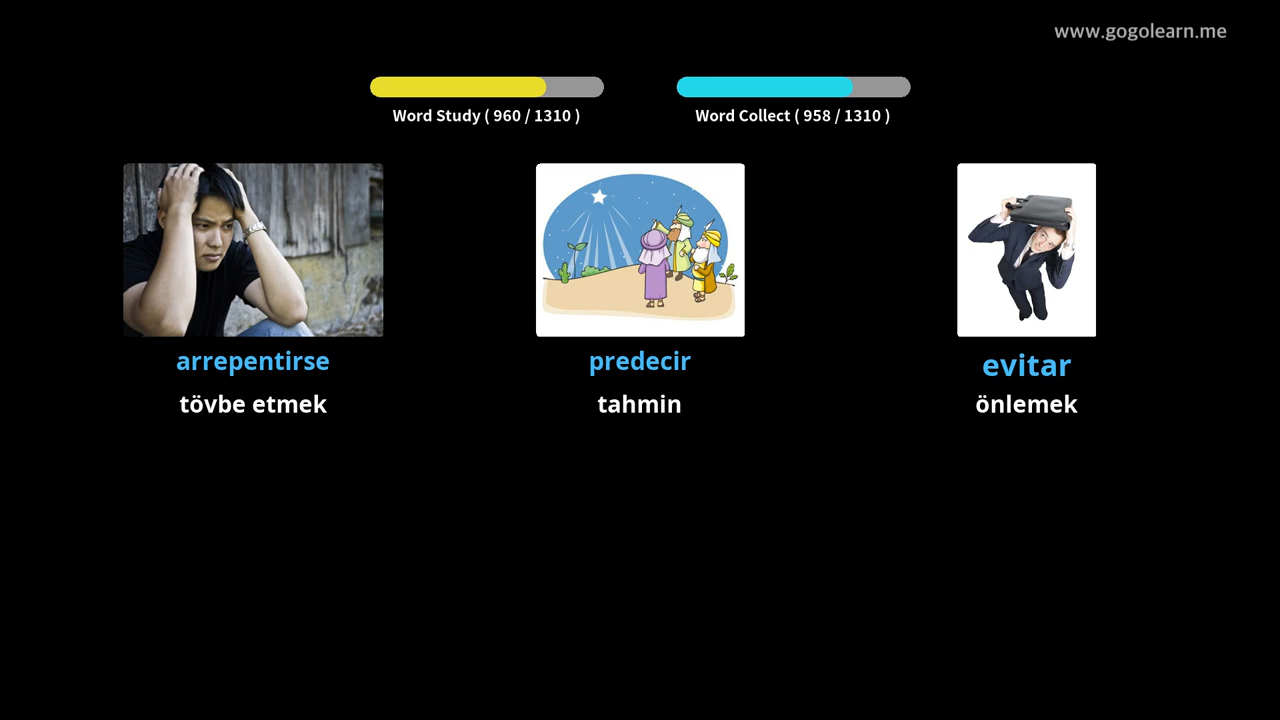 www.gogolearn.me
Word Study ( 960 / 1310 )
Word Collect ( 958 / 1310 )
arrepentirse
tövbe etmek
predecir
tahmin
evitar
önlemek